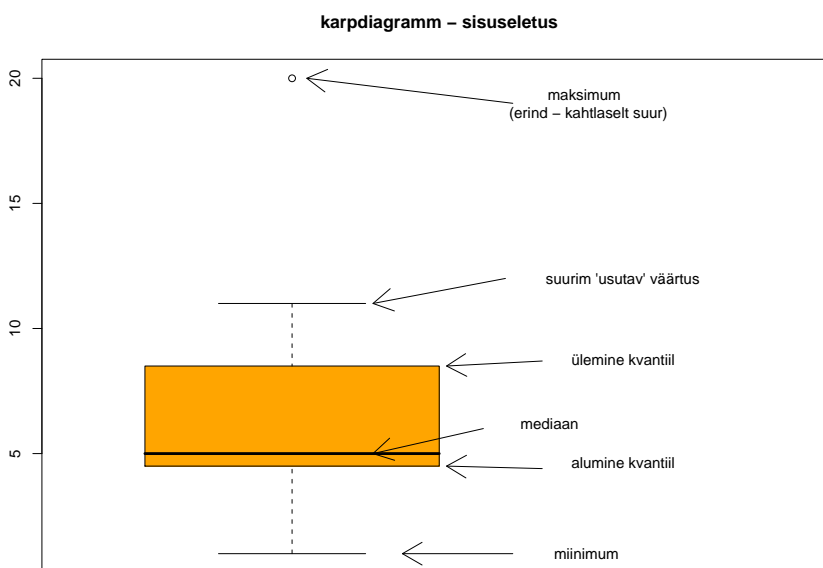 karpdiagramm – sisuseletus
20
maksimum
(erind – kahtlaselt suur)
15
suurim 'usutav' väärtus
10
ülemine kvantiil
mediaan
5
alumine kvantiil
miinimum